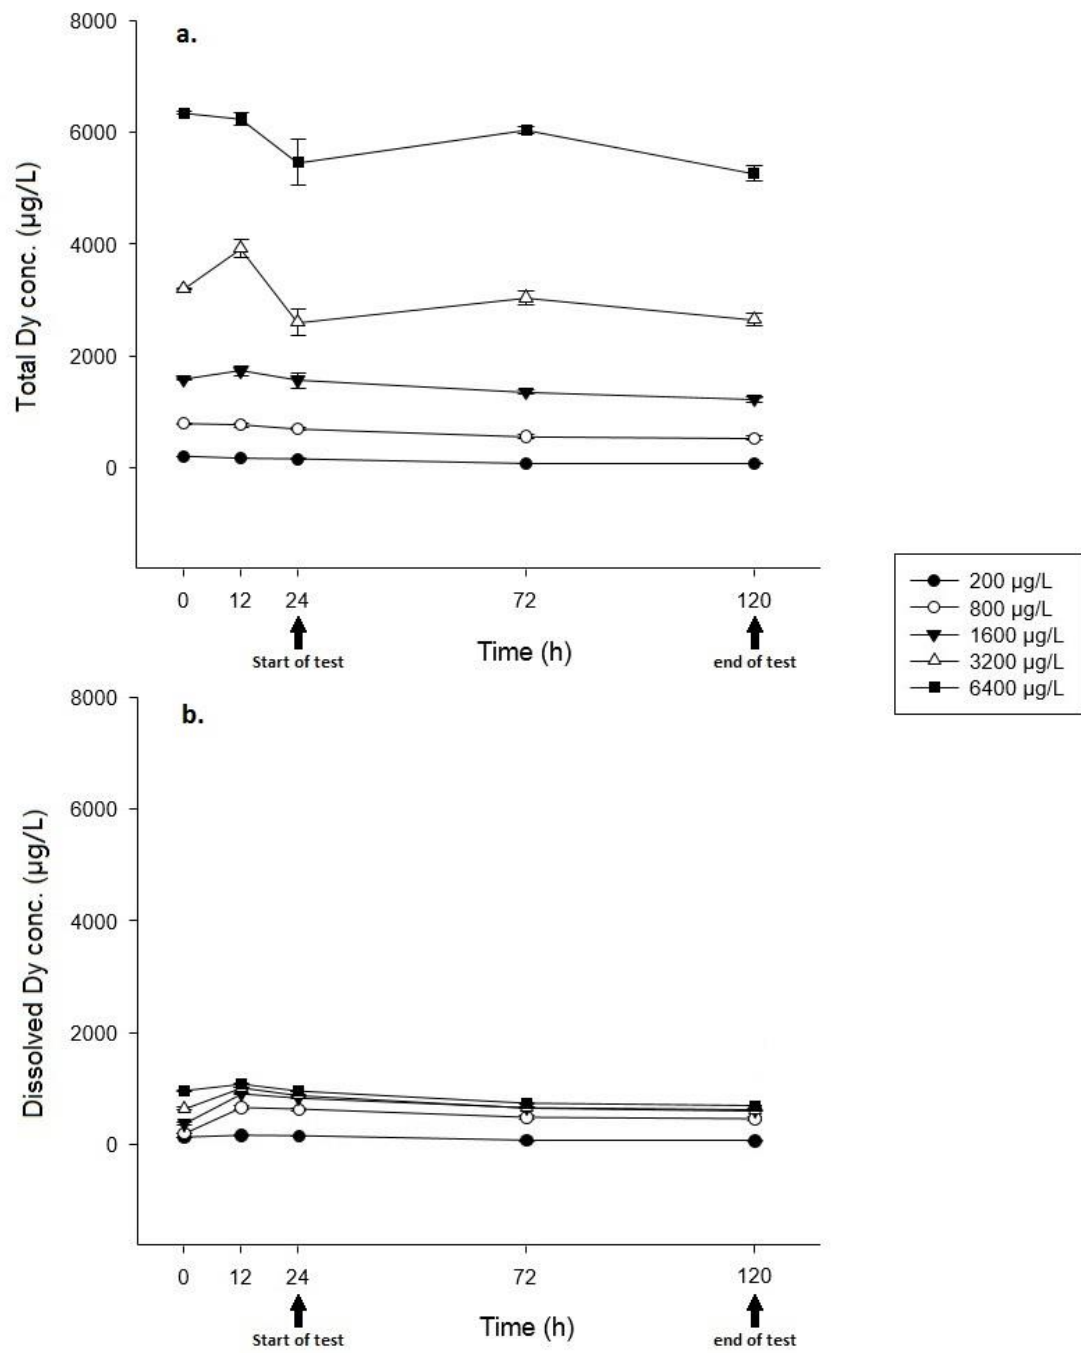 a.
8000
6000
4000
2000
0
Total Dy conc. (µg/L)
0 12 24 72 120
Start of test
Time (h)
end of test
200 µg/L
800 µg/L
1600 µg/L
3200 µg/L
6400 µg/L
b.
8000
6000
4000
2000
0
Dissolved Dy conc. (µg/L)
0 12 24 72 120
Start of test
Time (h)
end of test